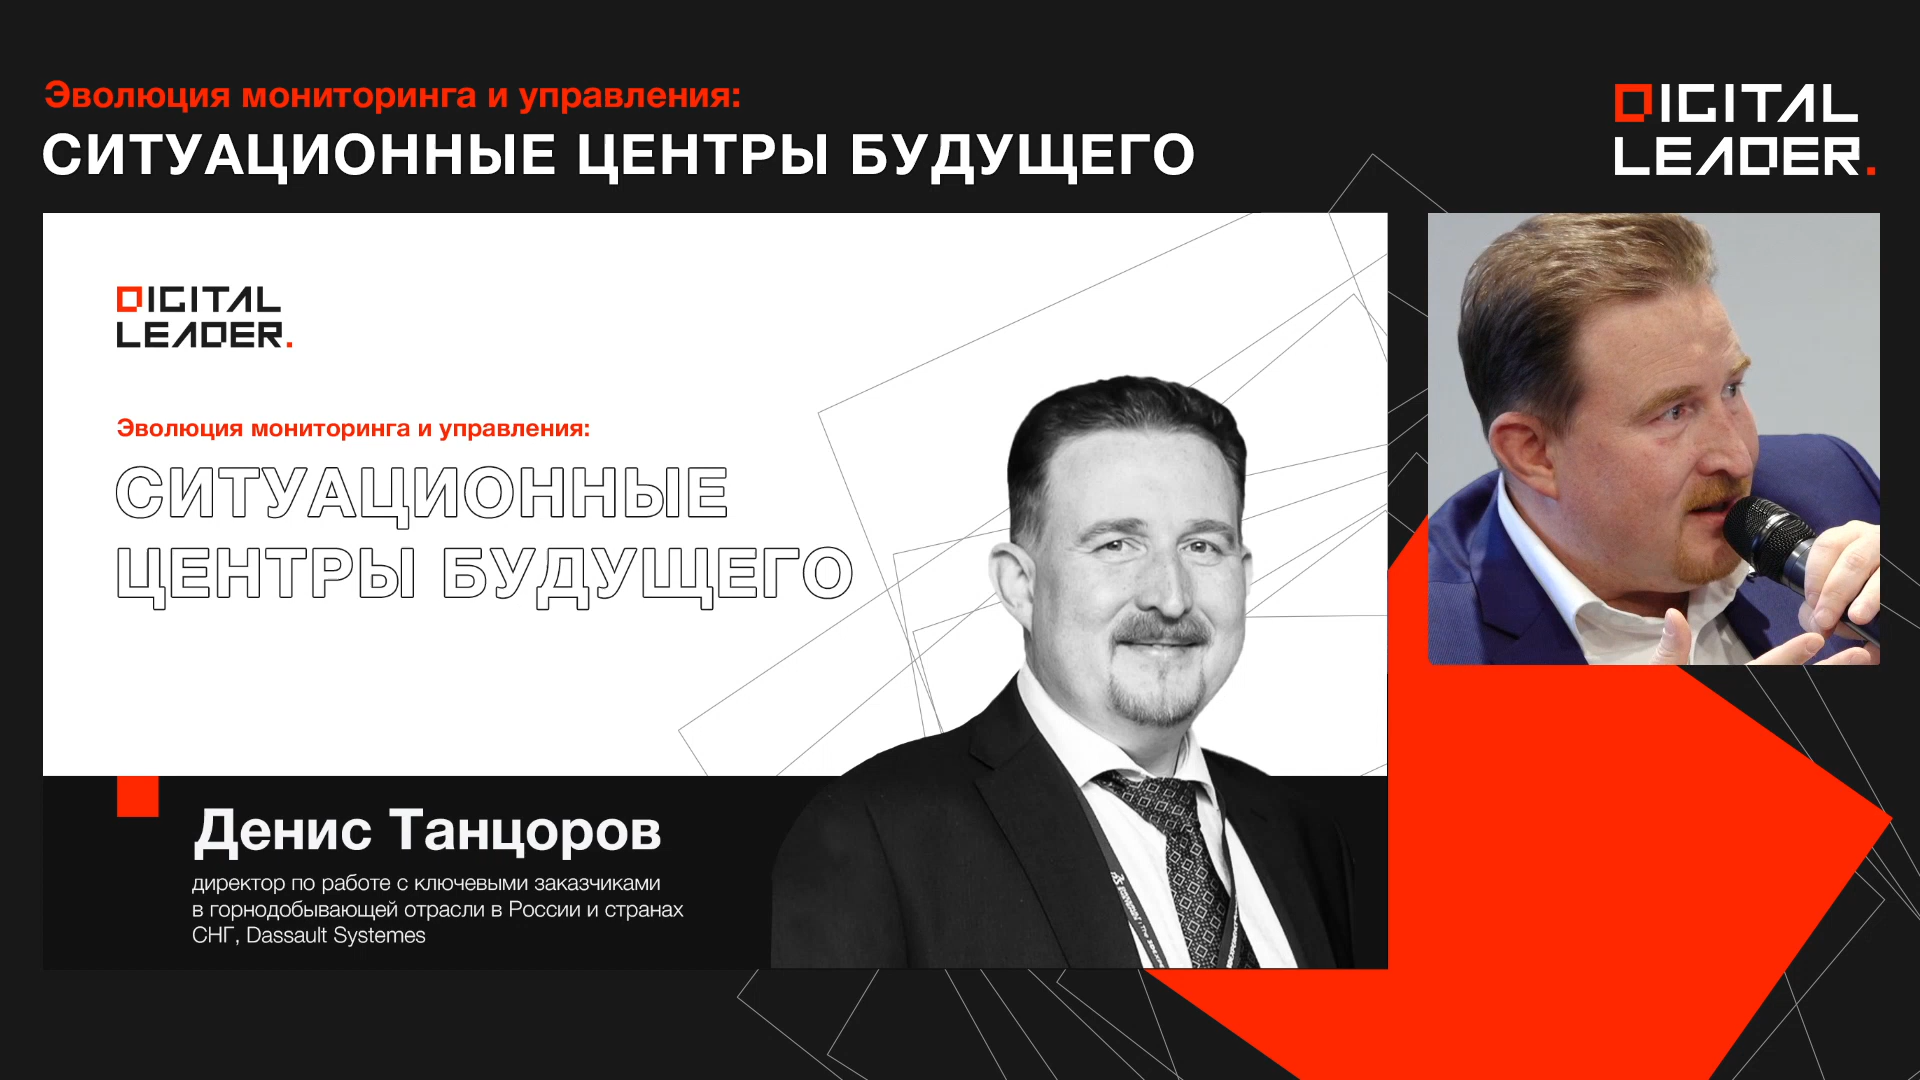 Эволюция мониторинга и управления:
СИТУАЦИОННЫЕ ЦЕНТРЫ БУДУЩЕГО
DIGITAL
LEADER.
DIGITAL
LEADER.
Эволюция мониторинга и управления:
СИТУАЦИОННЫЕ
ЦЕНТРЫ БУДУЩЕГО
Денис Танцоров
директор по работе с ключевыми заказчиками
в горнодобывающей отрасли в России и странах
СНГ, Dassault Systemes